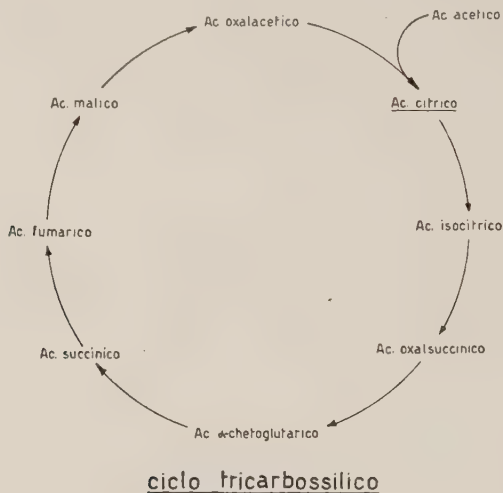 Ac oxalacetico
Ac acetico
Ac. citrico
Ac. isocitrico
Ac. oxalsuccinico
Ac α-chetoglutarico
Ac. succinico
Ac. fumarico
Ac. malico
ciclo tricarbossilico